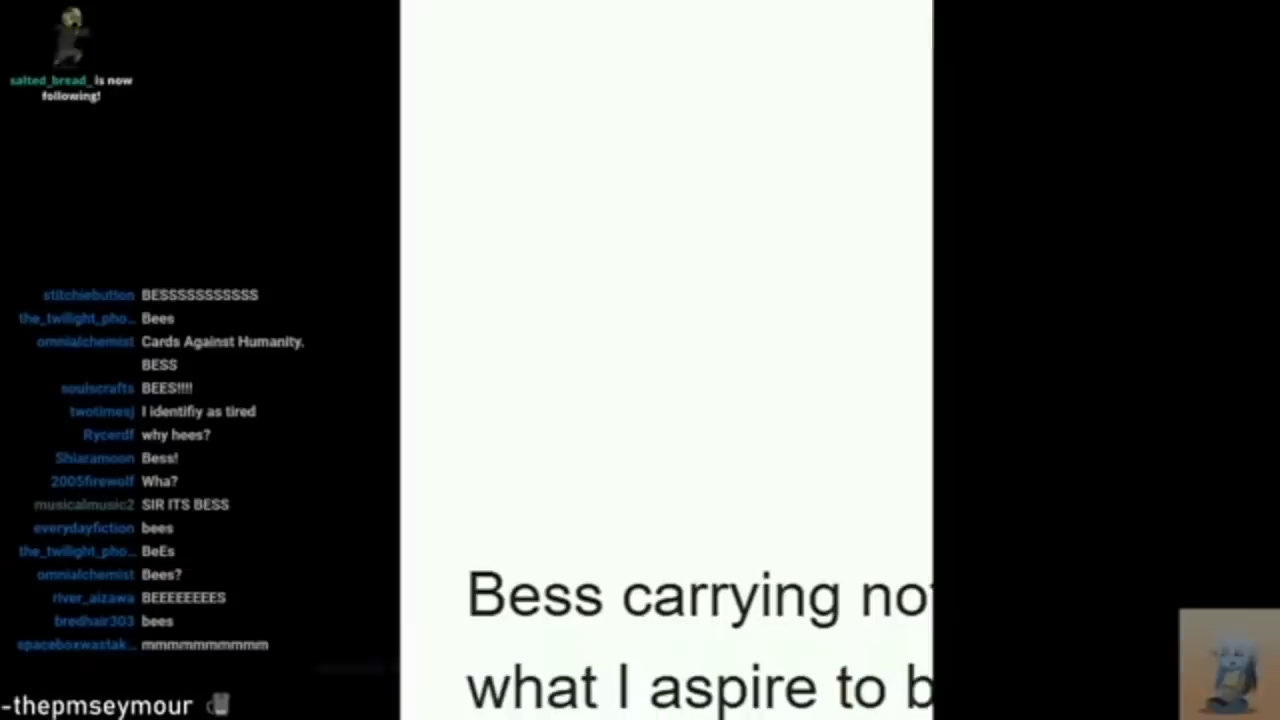 salted_bread_ is now
following!
stitchiebutton BESSSSSSSSSSS
the_twilight_pho... Bees
omnialchemist Cards Against Humanity.
BESS
soulscrafts BEES!!!!
twotimesj I identifiy as tired
Rycerdf why hees?
Shiaramoon Bess!
2005firewolf Wha?
musicalmusic2 SIR ITS BESS
everydayfiction bees
the_twilight_pho... BeEs
omnialchemist Bees?
river_aizawa BEEEEEEEES
bredhair303 bees
spaceboxwastak... mmmmmmmmmm
-thepmseymour
Bess carrying not
what I aspire to b